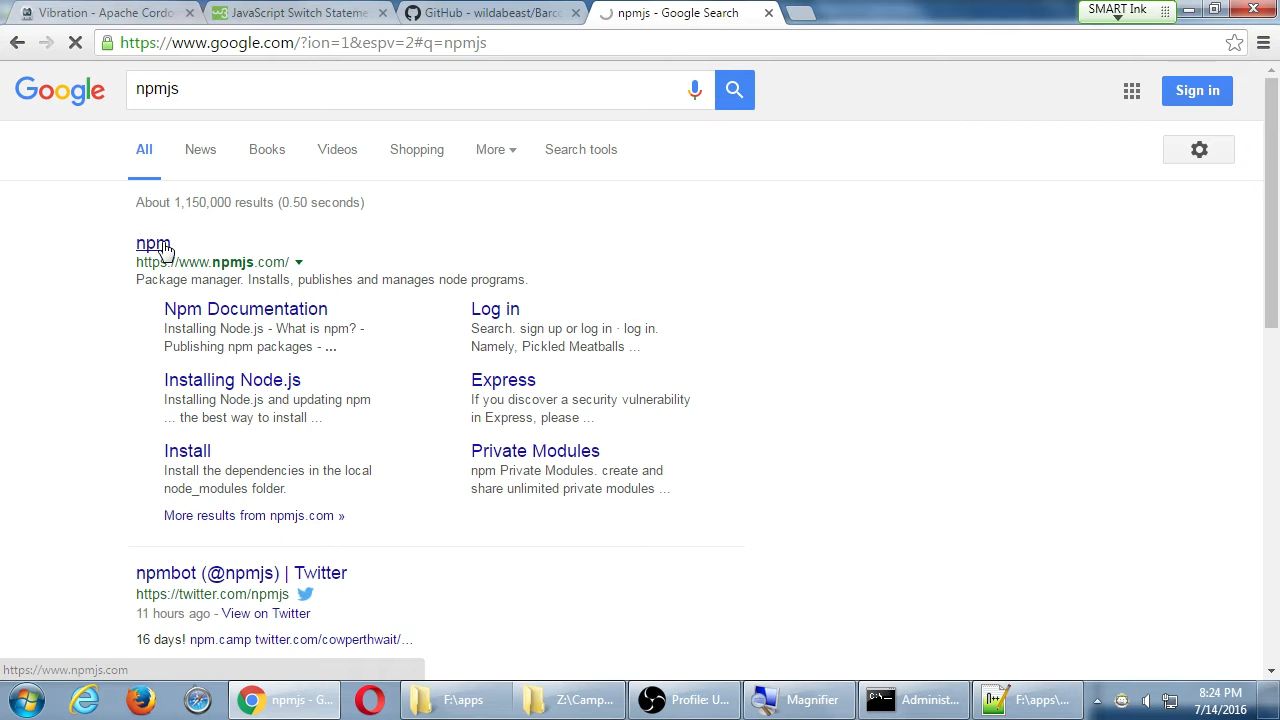 Vibration - Apache Cordo
JavaScript Switch Stateme
GitHub - wildabeast/Barc
npmjs - Google Search
SMART Ink
https://www.google.com/?ion=1&espv=2#q=npmjs
Google
npmjs
Sign in
All
News
Books
Videos
Shopping
More
Search tools
About 1,150,000 results (0.50 seconds)
npm
https://www.npmjs.com/
Package manager. Installs, publishes and manages node programs.
Npm Documentation
Installing Node.js - What is npm? -
Publishing npm packages - ...
Log in
Search. sign up or log in · log in.
Namely, Pickled Meatballs ...
Installing Node.js
Installing Node.js and updating npm
... the best way to install ...
Express
If you discover a security vulnerability
in Express, please ...
Install
Install the dependencies in the local
node_modules folder.
Private Modules
npm Private Modules. create and
share unlimited private modules ...
More results from npmjs.com »
npmbot (@npmjs) | Twitter
https://twitter.com/npmjs
11 hours ago - View on Twitter
16 days! npm.camp twitter.com/cowperthwait/...
https://www.npmjs.com
npmjs - G...
F:\apps
Z:\Camp...
Profile: U...
Magnifier
C:\
Administ...
F:\apps\...
8:24 PM
7/14/2016